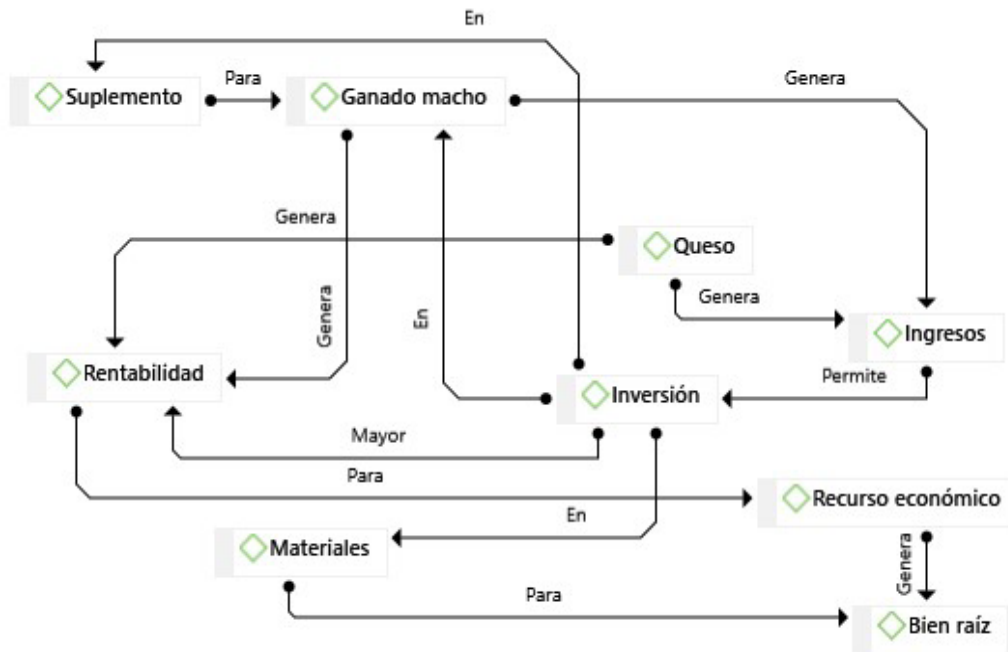 En
Suplemento
Para
Ganado macho
Genera
Genera
Queso
Genera
Genera
En
Ingresos
Rentabilidad
Permite
Inversión
Mayor
Para
Recurso económico
En
Materiales
Genera
Para
Bien raíz